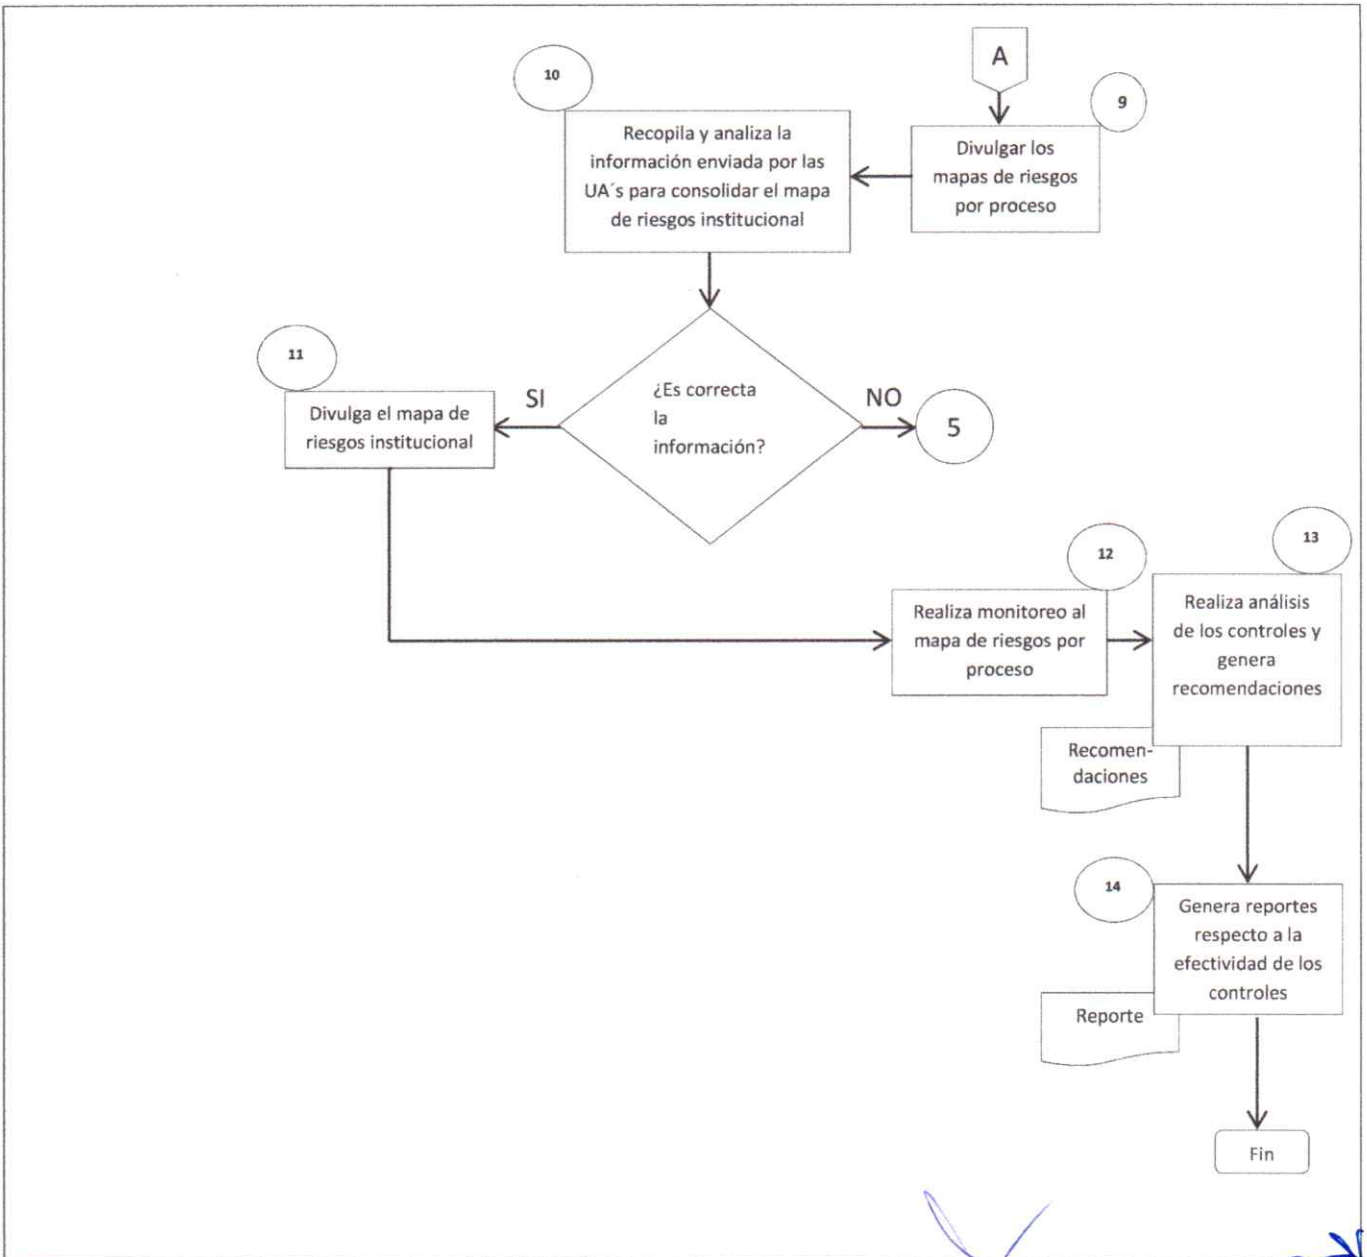 A
9
Divulgar los
mapas de riesgos
por proceso
10
Recopila y analiza la
información enviada por las
UA´s para consolidar el mapa
de riesgos institucional
¿Es correcta
la
información?
SI
NO
5
11
Divulga el mapa de
riesgos institucional
12
Realiza monitoreo al
mapa de riesgos por
proceso
13
Realiza análisis
de los controles y
genera
recomendaciones
Recomen-
daciones
14
Genera reportes
respecto a la
efectividad de los
controles
Reporte
Fin